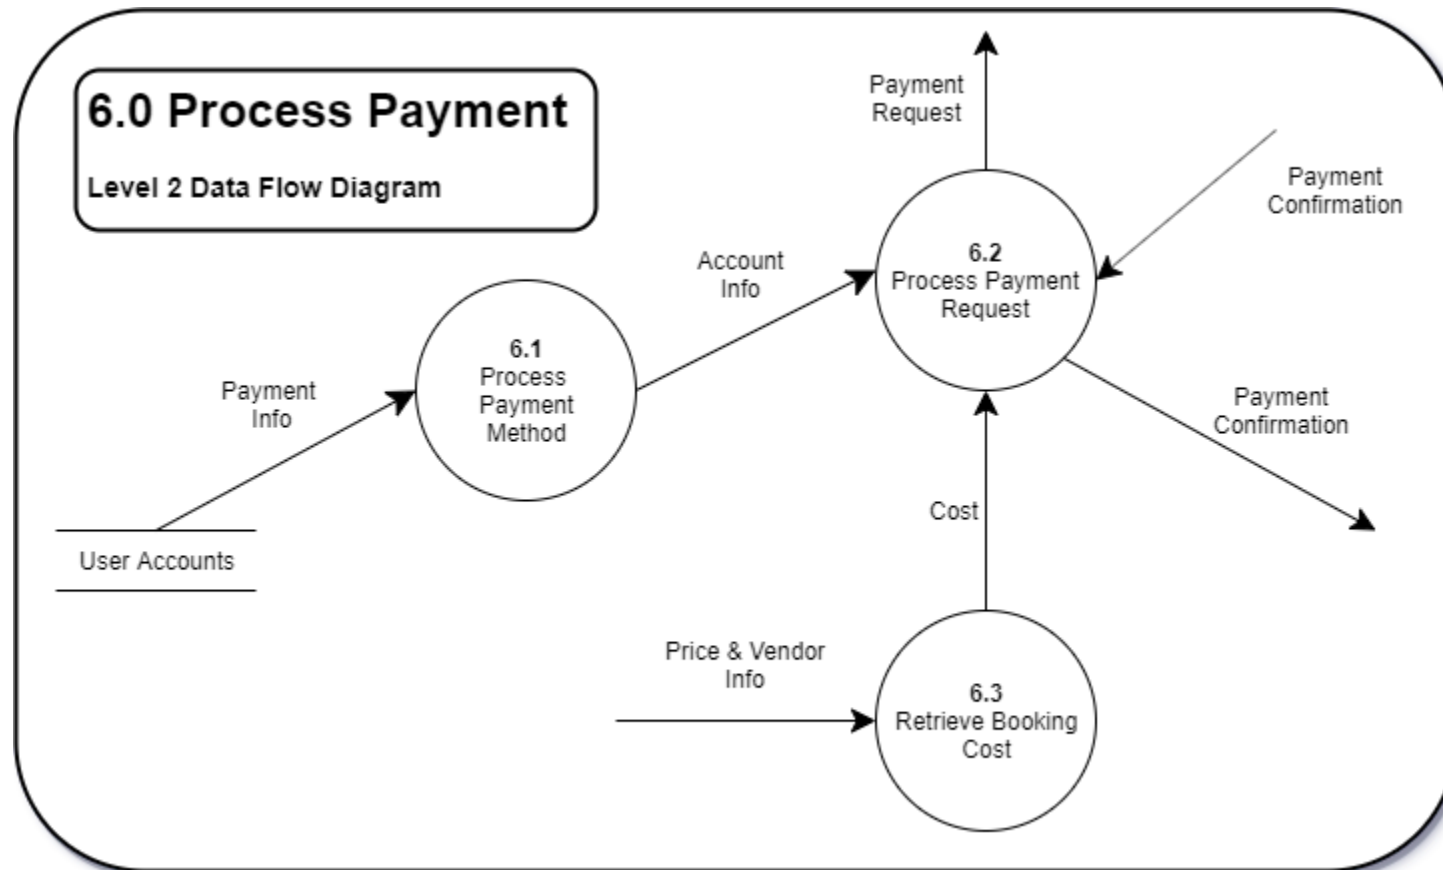 6.0 Process Payment
Level 2 Data Flow Diagram
Payment
Request
Payment
Confirmation
6.2
Process Payment
Request
Account
Info
6.1
Process
Payment
Method
Payment
Info
Payment
Confirmation
Cost
User Accounts
Price & Vendor
Info
6.3
Retrieve Booking
Cost